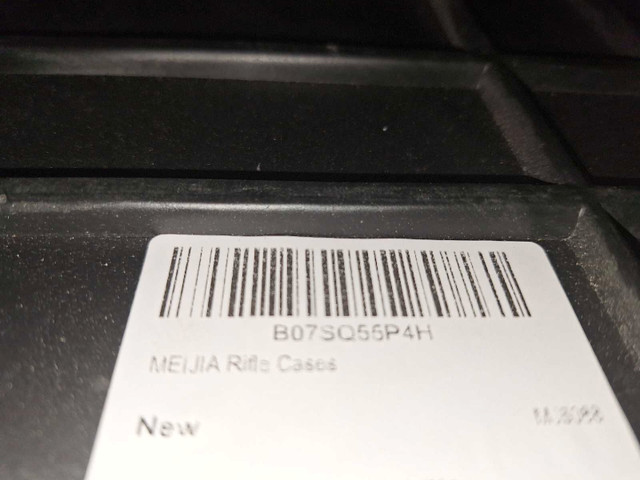 B07SQ55P4H
MEIJIA Rifle Cases
New